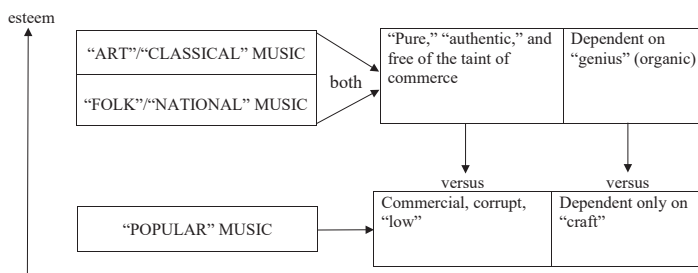 esteem
“ART”/“CLASSICAL” MUSIC
“FOLK”/“NATIONAL” MUSIC
both
“Pure,” “authentic,” and
free of the taint of
commerce
Dependent on
“genius” (organic)
versus
versus
“POPULAR” MUSIC
Commercial, corrupt,
“low”
Dependent only on
“craft”